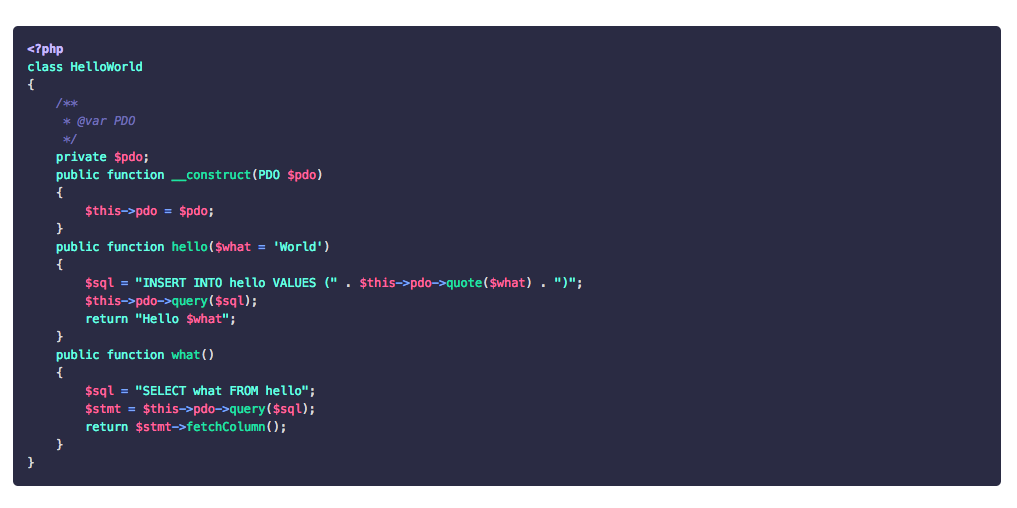 <?php
class HelloWorld
{
    /**
     * @var PDO
     */
    private $pdo;
    public function __construct(PDO $pdo)
    {
        $this->pdo = $pdo;
    }
    public function hello($what = 'World')
    {
        $sql = "INSERT INTO hello VALUES (" . $this->pdo->quote($what) . ")";
        $this->pdo->query($sql);
        return "Hello $what";
    }
    public function what()
    {
        $sql = "SELECT what FROM hello";
        $stmt = $this->pdo->query($sql);
        return $stmt->fetchColumn();
    }
}